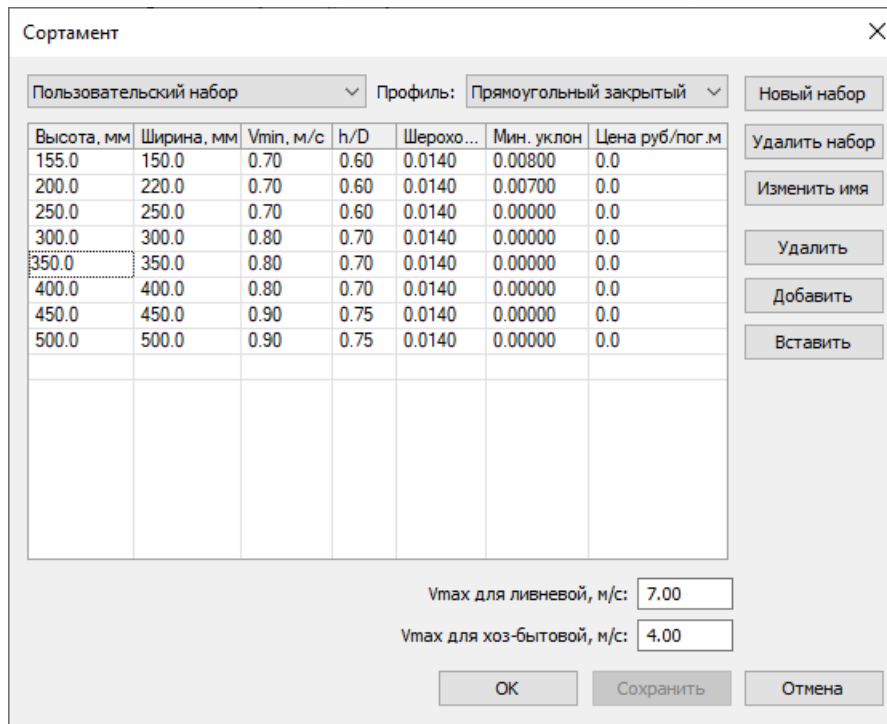 Сортамент
Пользовательский набор Профиль: Прямоугольный закрытый Новый набор
Высота, мм Ширина, мм Vmin, м/с h/D Шерохо... Мин. уклон Цена руб/пог.м Удалить набор
155.0 150.0 0.70 0.60 0.0140 0.00800 0.0
200.0 220.0 0.70 0.60 0.0140 0.00700 0.0 Изменить имя
250.0 250.0 0.70 0.60 0.0140 0.00000 0.0
300.0 300.0 0.80 0.70 0.0140 0.00000 0.0 Удалить
350.0 350.0 0.80 0.70 0.0140 0.00000 0.0
400.0 400.0 0.80 0.70 0.0140 0.00000 0.0 Добавить
450.0 450.0 0.90 0.75 0.0140 0.00000 0.0
500.0 500.0 0.90 0.75 0.0140 0.00000 0.0 Вставить
Vmax для ливневой, м/с: 7.00
Vmax для хоз-бытовой, м/с: 4.00
OK Сохранить Отмена